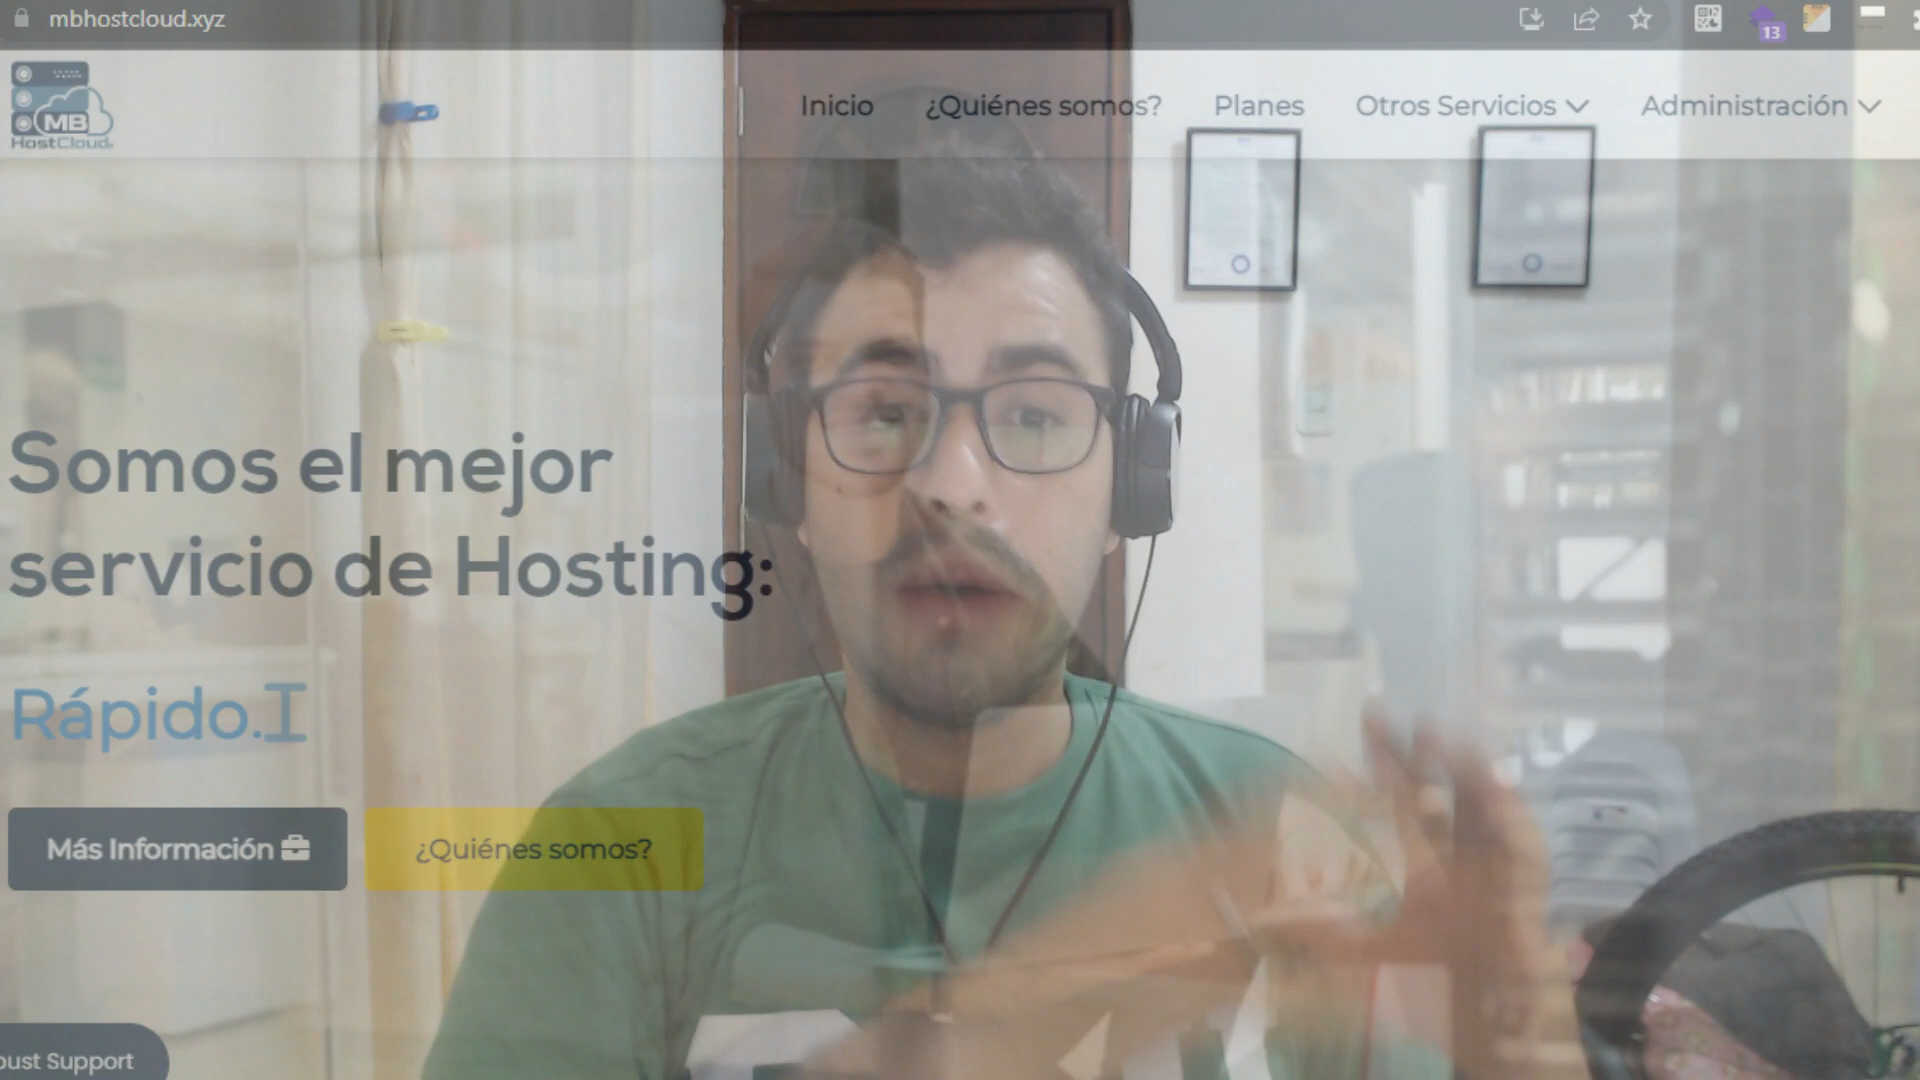 mbhostcloud.xyz
13
MB
HostCloud
Inicio
¿Quiénes somos?
Planes
Otros Servicios
Administración
Somos el mejor
servicio de Hosting:
Rápido.
Más Información
¿Quiénes somos?
Support